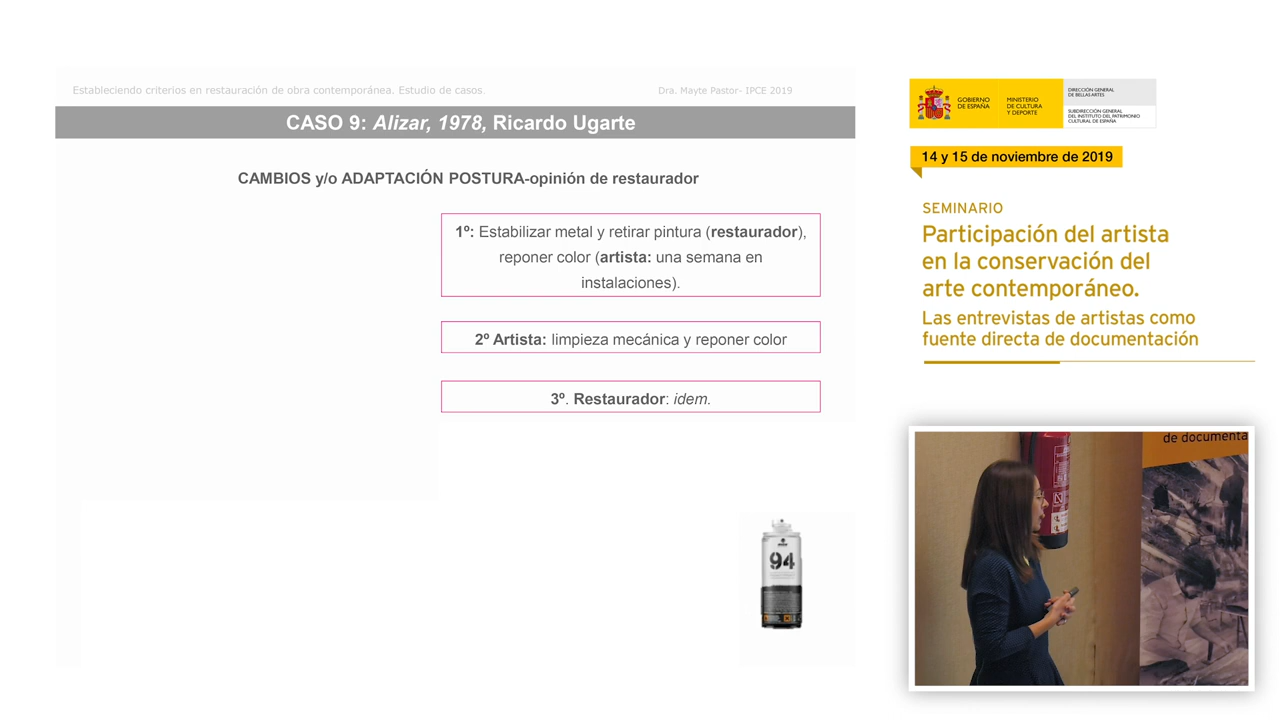 Estableciendo criterios en restauración de obra contemporánea. Estudio de casos.
Dra. Mayte Pastor- IPCE 2019
CASO 9: Alizar, 1978, Ricardo Ugarte
CAMBIOS y/o ADAPTACIÓN POSTURA-opinión de restaurador
1º: Estabilizar metal y retirar pintura (restaurador),
reponer color (artista: una semana en
instalaciones).
2º Artista: limpieza mecánica y reponer color
3º. Restaurador: idem.
94
GOBIERNO
DE ESPAÑA
MINISTERIO
DE CULTURA
Y DEPORTE
DIRECCIÓN GENERAL
DE BELLAS ARTES
SUBDIRECCIÓN GENERAL
DEL INSTITUTO DEL PATRIMONIO
CULTURAL DE ESPAÑA
14 y 15 de noviembre de 2019
SEMINARIO
Participación del artista
en la conservación del
arte contemporáneo.
Las entrevistas de artistas como
fuente directa de documentación
de documenta